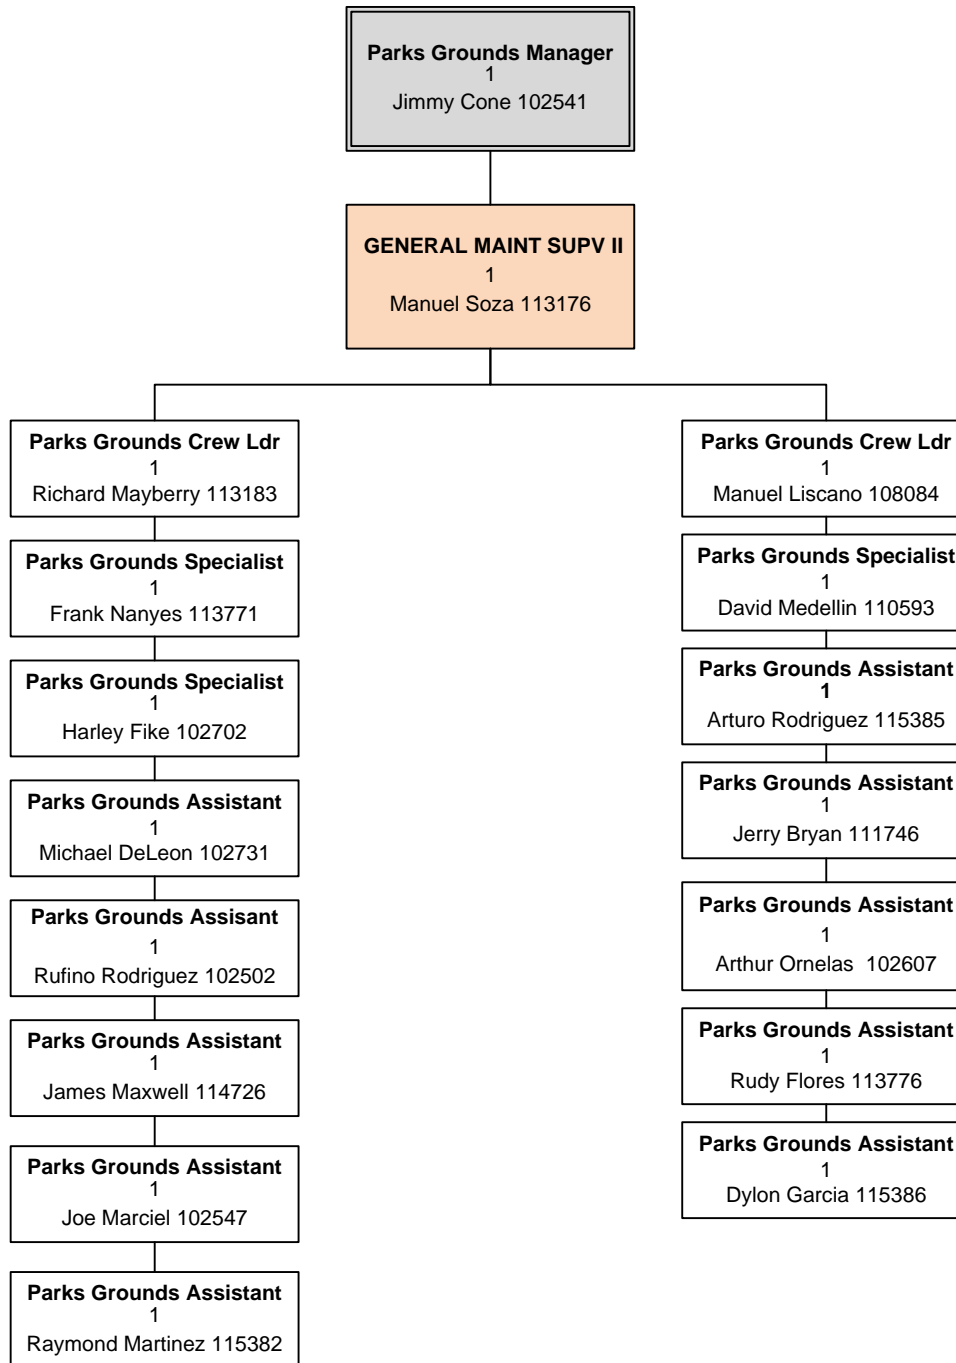 Parks Grounds Manager
1
Jimmy Cone 102541
GENERAL MAINT SUPV II
1
Manuel Soza 113176
Parks Grounds Crew Ldr
1
Richard Mayberry 113183
Parks Grounds Specialist
1
Frank Nanyes 113771
Parks Grounds Specialist
1
Harley Fike 102702
Parks Grounds Assistant
1
Michael DeLeon 102731
Parks Grounds Assisant
1
Rufino Rodriguez 102502
Parks Grounds Assistant
1
James Maxwell 114726
Parks Grounds Assistant
1
Joe Marciel 102547
Parks Grounds Assistant
1
Raymond Martinez 115382
Parks Grounds Crew Ldr
1
Manuel Liscano 108084
Parks Grounds Specialist
1
David Medellin 110593
Parks Grounds Assistant
1
Arturo Rodriguez 115385
Parks Grounds Assistant
1
Jerry Bryan 111746
Parks Grounds Assistant
1
Arthur Ornelas  102607
Parks Grounds Assistant
1
Rudy Flores 113776
Parks Grounds Assistant
1
Dylon Garcia 115386